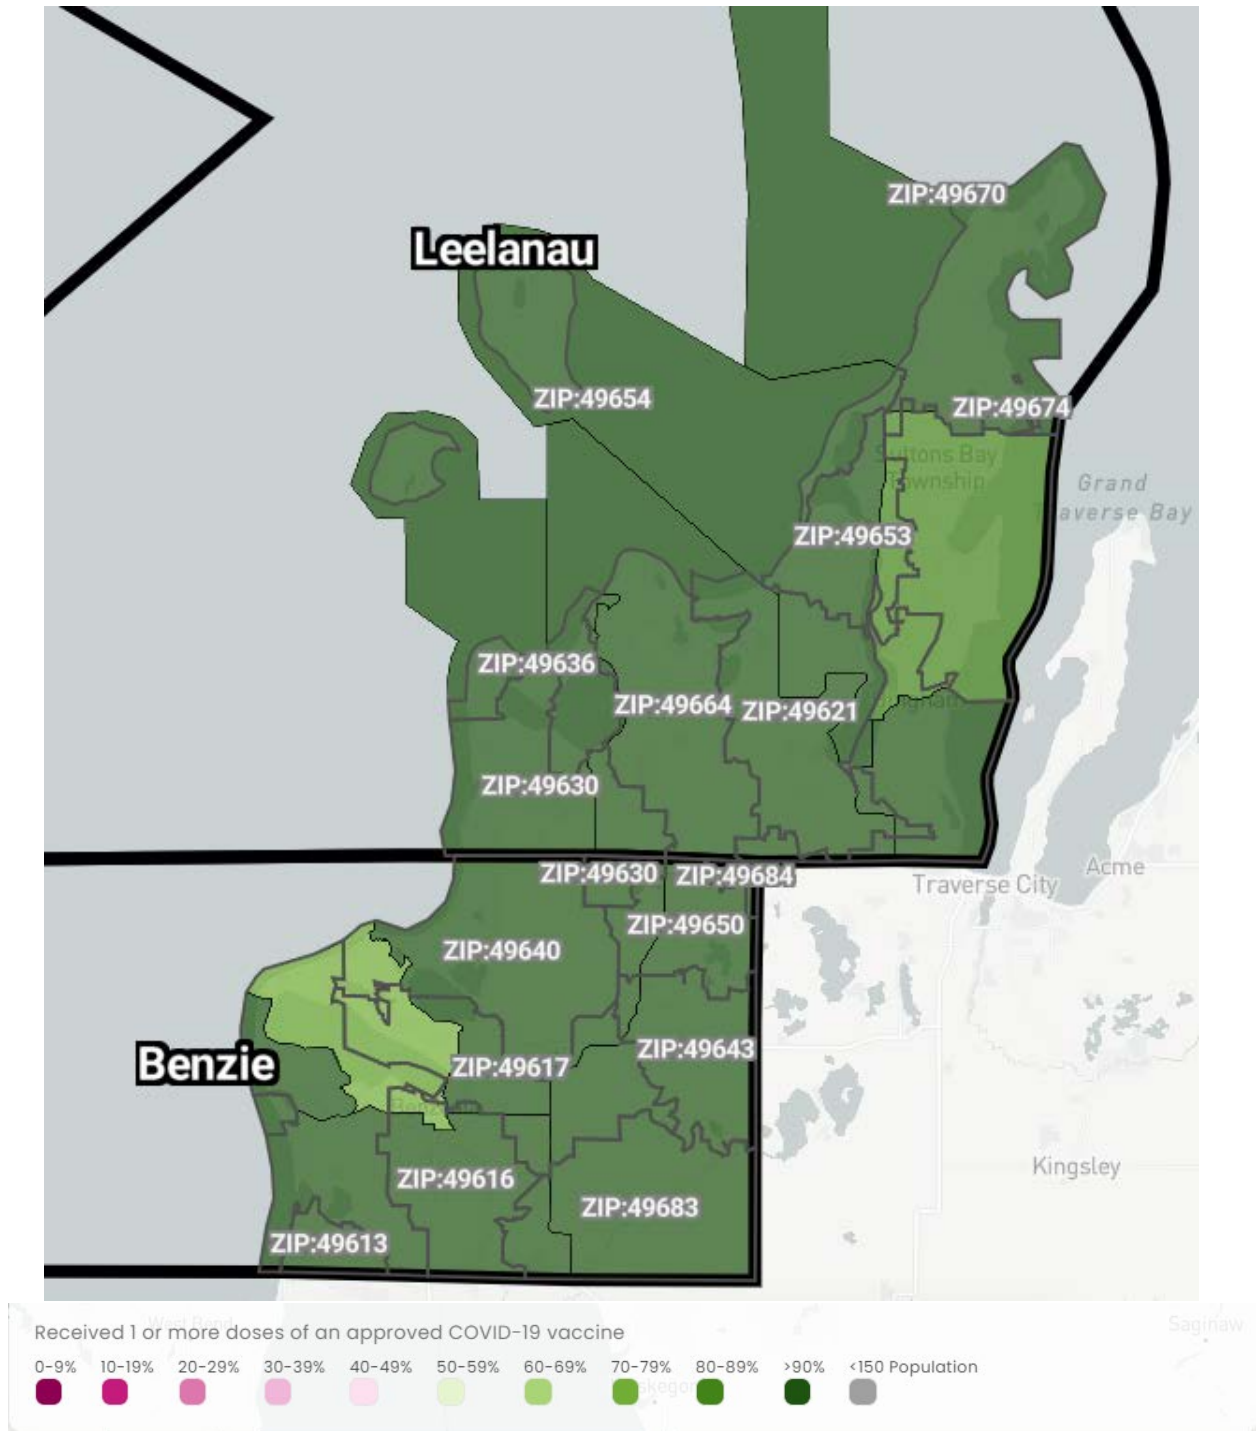 ZIP:49670
Leelanau
ZIP:49654
ZIP:49674
Suttons Bay
Township
Grand
Traverse Bay
ZIP:49653
ZIP:49636
ZIP:49664
ZIP:49621
Bingham
ZIP:49630
ZIP:49630
ZIP:49684
Acme
Traverse City
ZIP:49650
ZIP:49640
ZIP:49643
Benzie
ZIP:49617
Kingsley
ZIP:49616
ZIP:49683
ZIP:49613
West Bend
Saginaw
Received 1 or more doses of an approved COVID-19 vaccine
0-9% 10-19% 20-29% 30-39% 40-49% 50-59% 60-69% 70-79% 80-89% >90% <150 Population